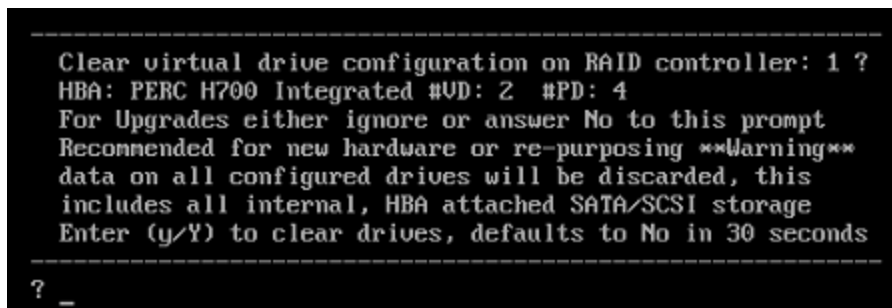 ------------------------------------------------------------
Clear virtual drive configuration on RAID controller: 1 ?
HBA: PERC H700 Integrated #VD: 2  #PD: 4
For Upgrades either ignore or answer No to this prompt
Recommended for new hardware or re-purposing **Warning**
data on all configured drives will be discarded, this
includes all internal, HBA attached SATA/SCSI storage
Enter (y/Y) to clear drives, defaults to No in 30 seconds
------------------------------------------------------------
? _